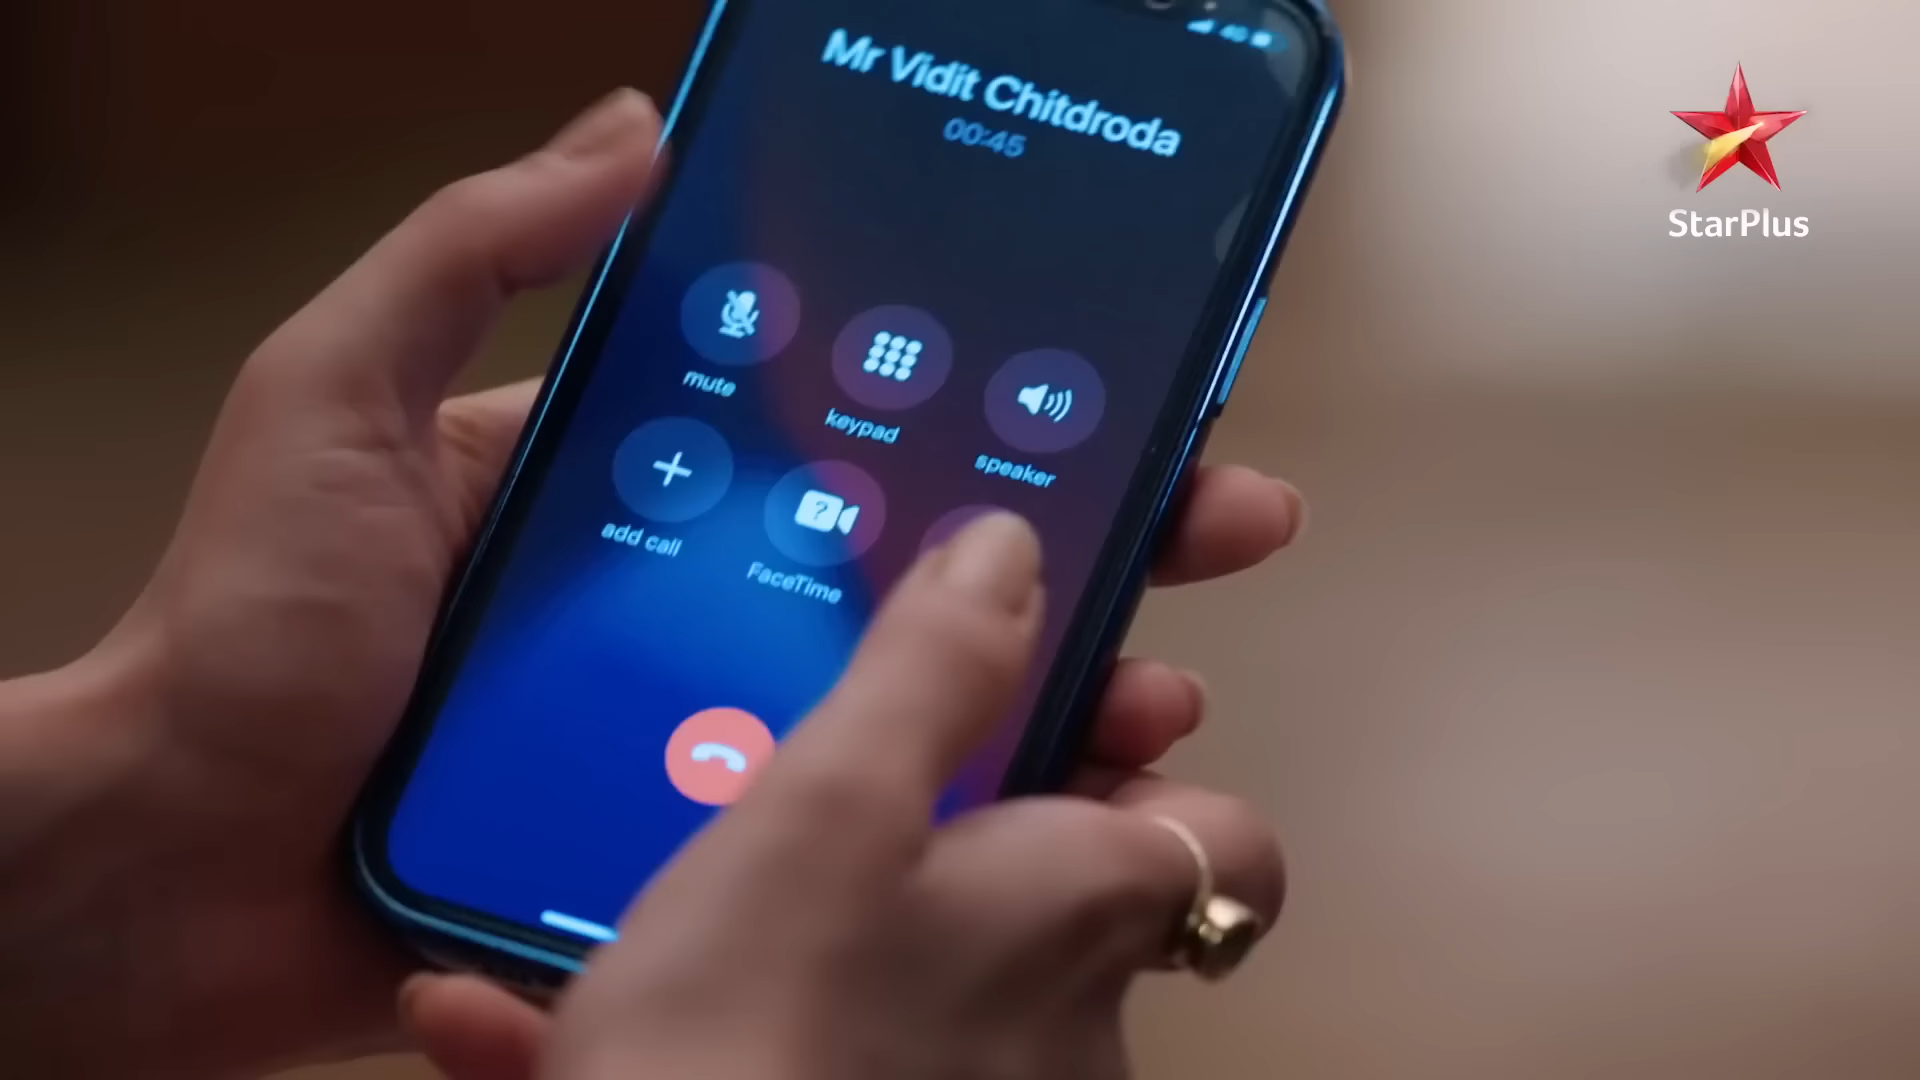 Mr Vidit Chitdroda
00:45
StarPlus
mute
keypad
speaker
add call
FaceTime